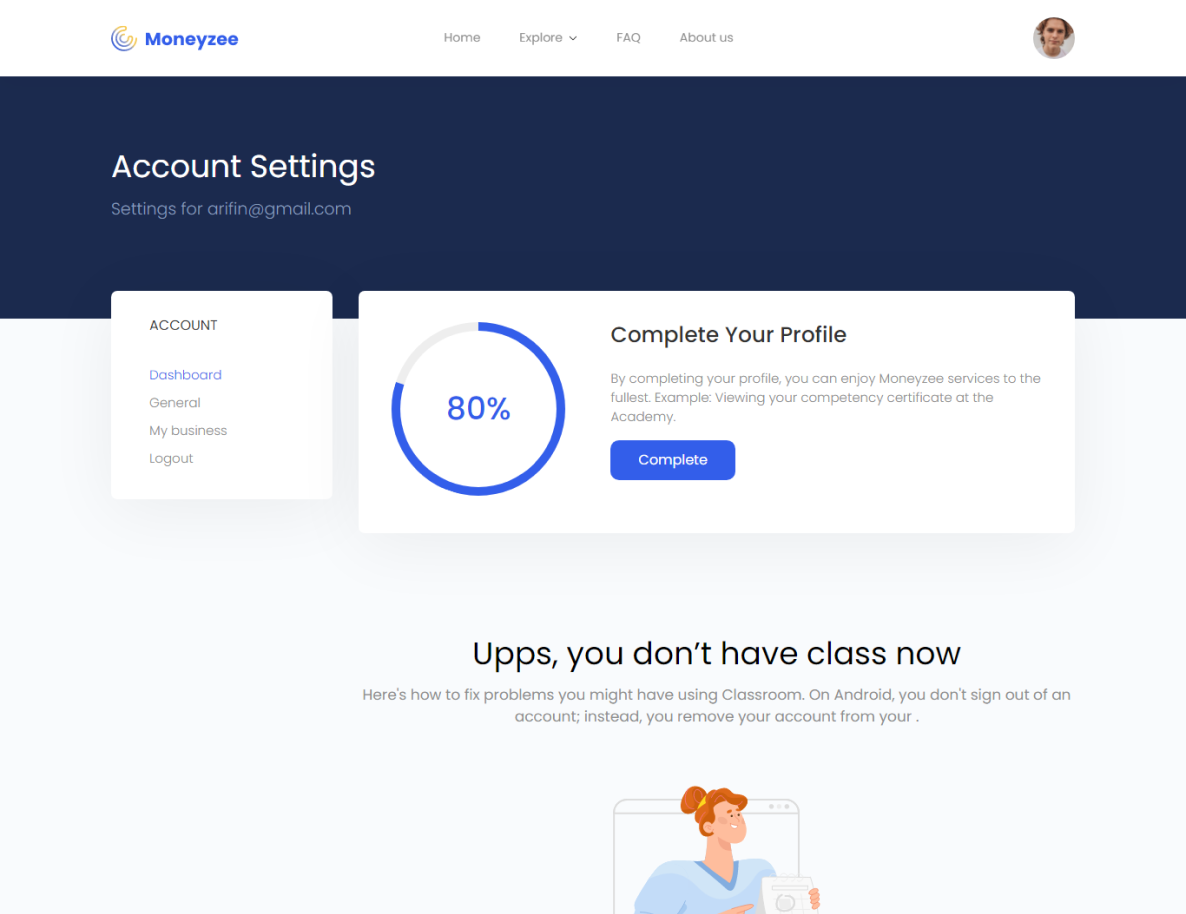 Moneyzee
Home Explore FAQ About us
Account Settings
Settings for arifin@gmail.com
ACCOUNT
Dashboard
General
My business
Logout
80%
Complete Your Profile
By completing your profile, you can enjoy Moneyzee services to the
fullest. Example: Viewing your competency certificate at the
Academy.
Complete
Upps, you don’t have class now
Here's how to fix problems you might have using Classroom. On Android, you don't sign out of an
account; instead, you remove your account from your .